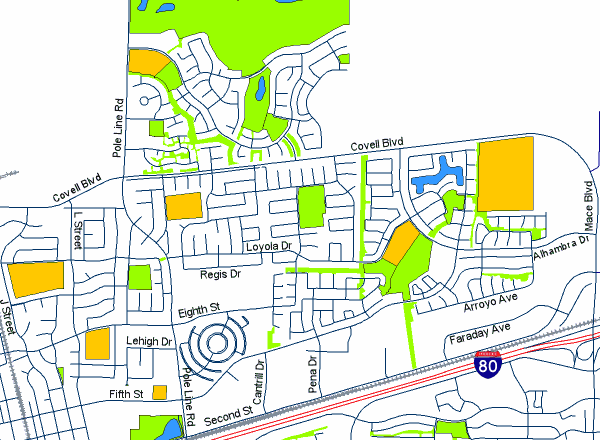 Pole Line Rd
Covell Blvd
Covell Blvd
L Street
Mace Blvd
Loyola Dr
Alhambra Dr
Regis Dr
J Street
Eighth St
Arroyo Ave
Lehigh Dr
Faraday Ave
INTERSTATE
80
Pena Dr
Cantrill Dr
Pole Line Rd
Fifth St
Second St